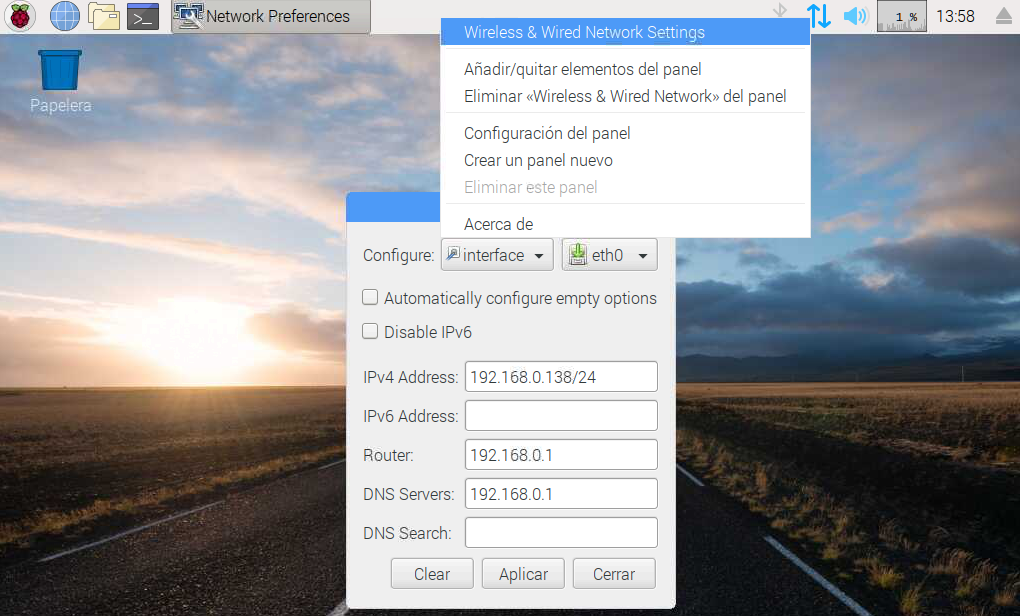 Network Preferences
1 %
13:58
Papelera
Wireless & Wired Network Settings
Añadir/quitar elementos del panel
Eliminar «Wireless & Wired Network» del panel
Configuración del panel
Crear un panel nuevo
Eliminar este panel
Acerca de
Configure: interface eth0
Automatically configure empty options
Disable IPv6
IPv4 Address: 192.168.0.138/24
IPv6 Address:
Router: 192.168.0.1
DNS Servers: 192.168.0.1
DNS Search:
Clear Aplicar Cerrar